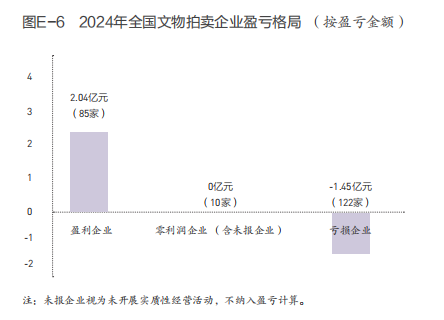 图E-6 2024年全国文物拍卖企业盈亏格局（按盈亏金额）
4
3
2
1
0
-1
-2
2.04亿元
（85家）
0亿元
（10家）
-1.45亿元
（122家）
盈利企业
零利润企业（含未报企业）
亏损企业
注：未报企业视为未开展实质性经营活动，不纳入盈亏计算。